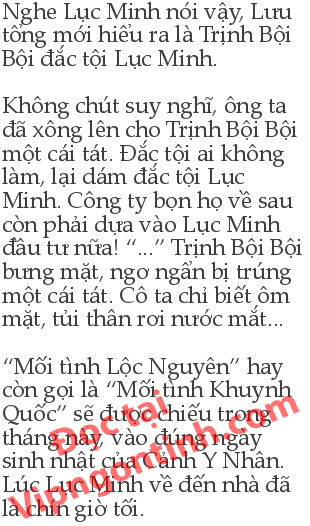 Nghe Lục Minh nói vậy, Lưu
tổng mới hiểu ra là Trịnh Bội
Bội đắc tội Lục Minh.
Không chút suy nghĩ, ông ta
đã xông lên cho Trịnh Bội Bội
một cái tát. Đắc tội ai không
làm, lại dám đắc tội Lục
Minh. Công ty bọn họ về sau
còn phải dựa vào Lục Minh
đầu tư nữa! “...” Trịnh Bội Bội
bưng mặt, ngơ ngẩn bị trúng
một cái tát. Cô ta chỉ biết ôm
mặt, tủi thân rơi nước mắt...
“Mối tình Lộc Nguyên” hay
còn gọi là “Mối tình Khuynh
Quốc” sẽ được chiếu trong
tháng này, vào đúng ngày
sinh nhật của Cảnh Y Nhân.
Lúc Lục Minh về đến nhà đã
là chín giờ tối.
Đọc tại
Vipngontinh.com